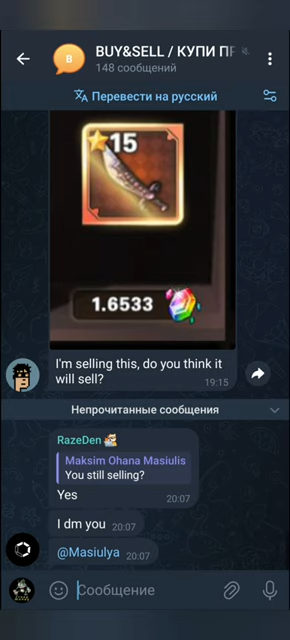 B
BUY&SELL / КУПИ ПР
148 сообщений
Перевести на русский
15
1.6533
I'm selling this, do you think it
will sell?
19:15
Непрочитанные сообщения
RazeDen
Maksim Ohana Masiulis
You still selling?
Yes
20:07
I dm you 20:07
@Masiulya 20:07
Сообщение